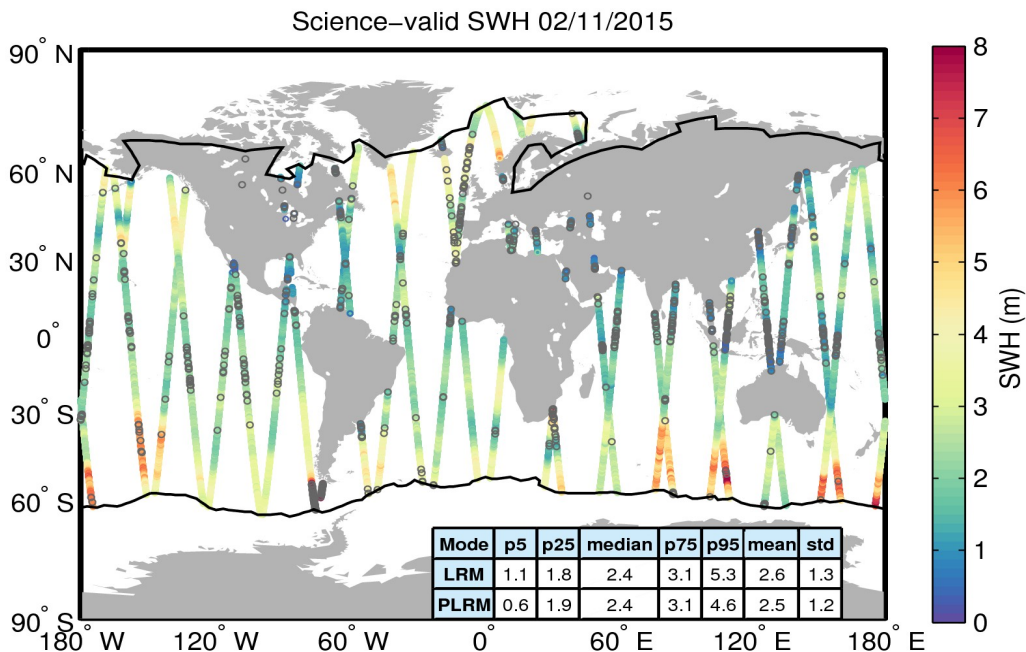 Science-valid SWH 02/11/2015
90° N
60° N
30° N
0°
30° S
60° S
90° S
180° W
120° W
60° W
0°
60° E
120° E
180° E
8
7
6
5
4
3
2
1
0
SWH (m)
Mode p5 p25 median p75 p95 mean std
LRM 1.1 1.8 2.4 3.1 5.3 2.6 1.3
PLRM 0.6 1.9 2.4 3.1 4.6 2.5 1.2